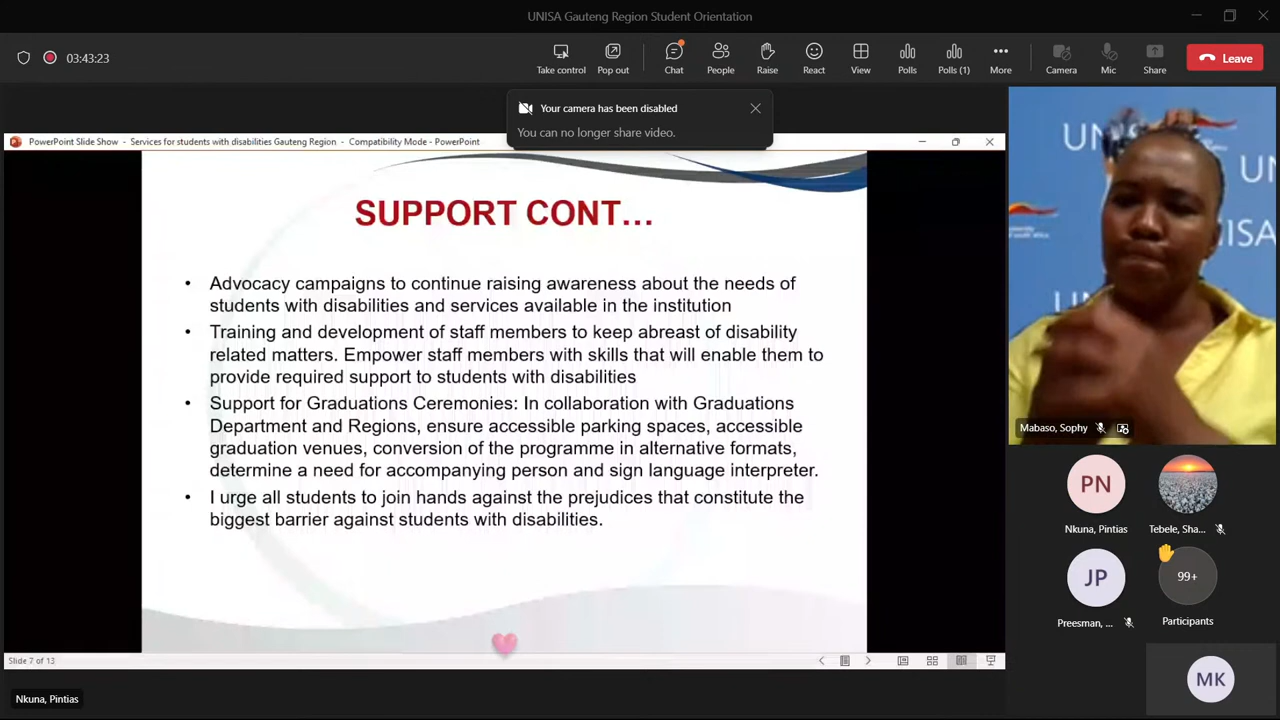 UNISA Gauteng Region Student Orientation
03:43:23
Take control
Pop out
Chat
People
Raise
React
View
Polls
Polls (1)
More
Camera
Mic
Share
Leave
Your camera has been disabled
You can no longer share video.
PowerPoint Slide Show - Services for students with disabilities Gauteng Region - Compatibility Mode - PowerPoint
SUPPORT CONT...
• Advocacy campaigns to continue raising awareness about the needs of
students with disabilities and services available in the institution
• Training and development of staff members to keep abreast of disability
related matters. Empower staff members with skills that will enable them to
provide required support to students with disabilities
• Support for Graduations Ceremonies: In collaboration with Graduations
Department and Regions, ensure accessible parking spaces, accessible
graduation venues, conversion of the programme in alternative formats,
determine a need for accompanying person and sign language interpreter.
• I urge all students to join hands against the prejudices that constitute the
biggest barrier against students with disabilities.
Slide 7 of 13
Nkuna, Pintias
UN
UN
UNISA
Mabaso, Sophy
PN
Nkuna, Pintias
Tebele, Sha...
JP
Preesman, ...
99+
Participants
MK